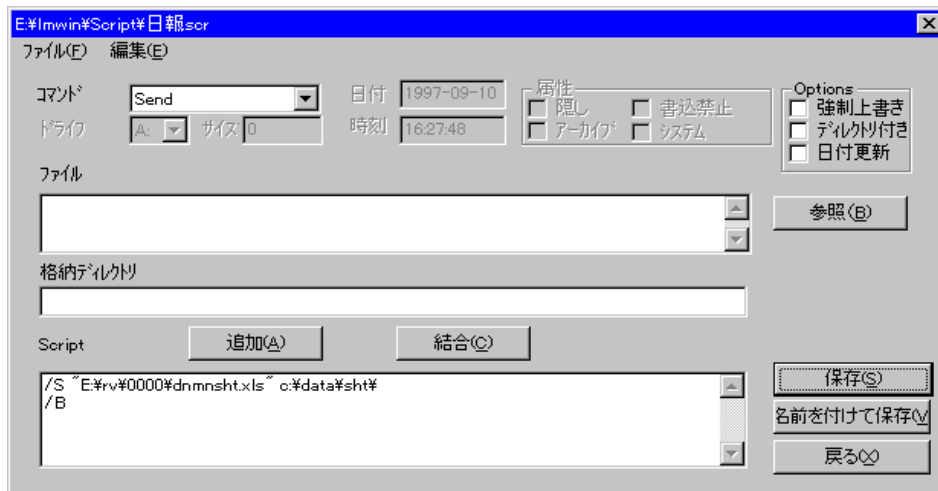 E:¥Imwin¥Script¥日報scr
ファイル(F) 編集(E)
コマンド Send 日付 1997-09-10 属性 隠し 書込禁止 Options 強制上書き
ドライブ A: サイズ 0 時刻 16:27:48 アーカイブ システム ディレクトリ付き
日付更新
ファイル
参照(B)
格納ディレクトリ
Script 追加(A) 結合(C)
/S "E:¥rv¥0000¥dnmnsht.xls" c:¥data¥sht¥
/B
保存(S)
名前を付けて保存(V
戻る(X)